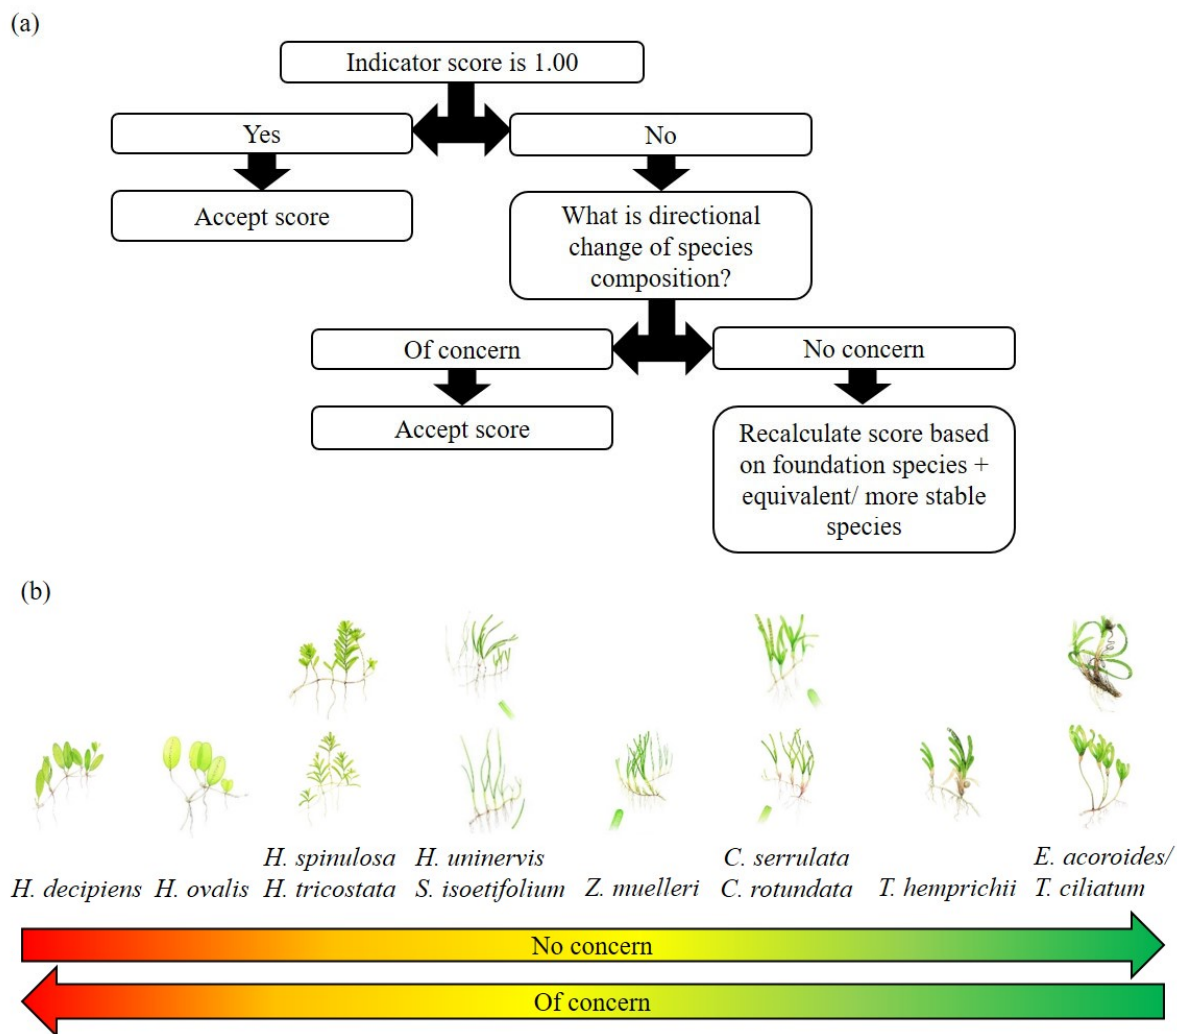 (a)
Indicator score is 1.00
Yes
No
Accept score
What is directional
change of species
composition?
Of concern
No concern
Accept score
Recalculate score based
on foundation species +
equivalent/ more stable
species
(b)
H. spinulosa
H. uninervis
C. serrulata
E. acoroides/
H. decipiens
H. ovalis
H. tricostata
S. isoetifolium
Z. muelleri
C. rotundata
T. hemprichii
T. ciliatum
No concern
Of concern